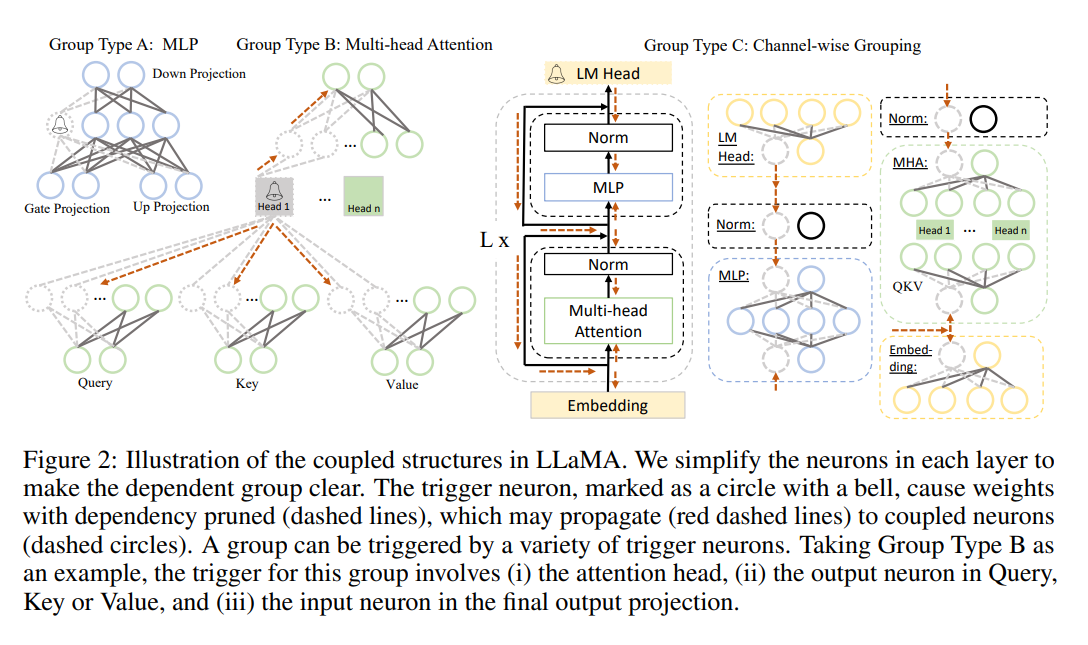 Group Type A: MLP
Down Projection
Gate Projection
Up Projection
Group Type B: Multi-head Attention
...
Head 1
...
Head n
...
...
...
Query
Key
Value
Group Type C: Channel-wise Grouping
LM Head
Norm
MLP
L x
Norm
Multi-head
Attention
Embedding
LM
Head:
Norm:
MLP:
Norm:
MHA:
Head 1
...
Head n
QKV
Embed-
ding:
Figure 2: Illustration of the coupled structures in LLaMA. We simplify the neurons in each layer to
make the dependent group clear. The trigger neuron, marked as a circle with a bell, cause weights
with dependency pruned (dashed lines), which may propagate (red dashed lines) to coupled neurons
(dashed circles). A group can be triggered by a variety of trigger neurons. Taking Group Type B as
an example, the trigger for this group involves (i) the attention head, (ii) the output neuron in Query,
Key or Value, and (iii) the input neuron in the final output projection.